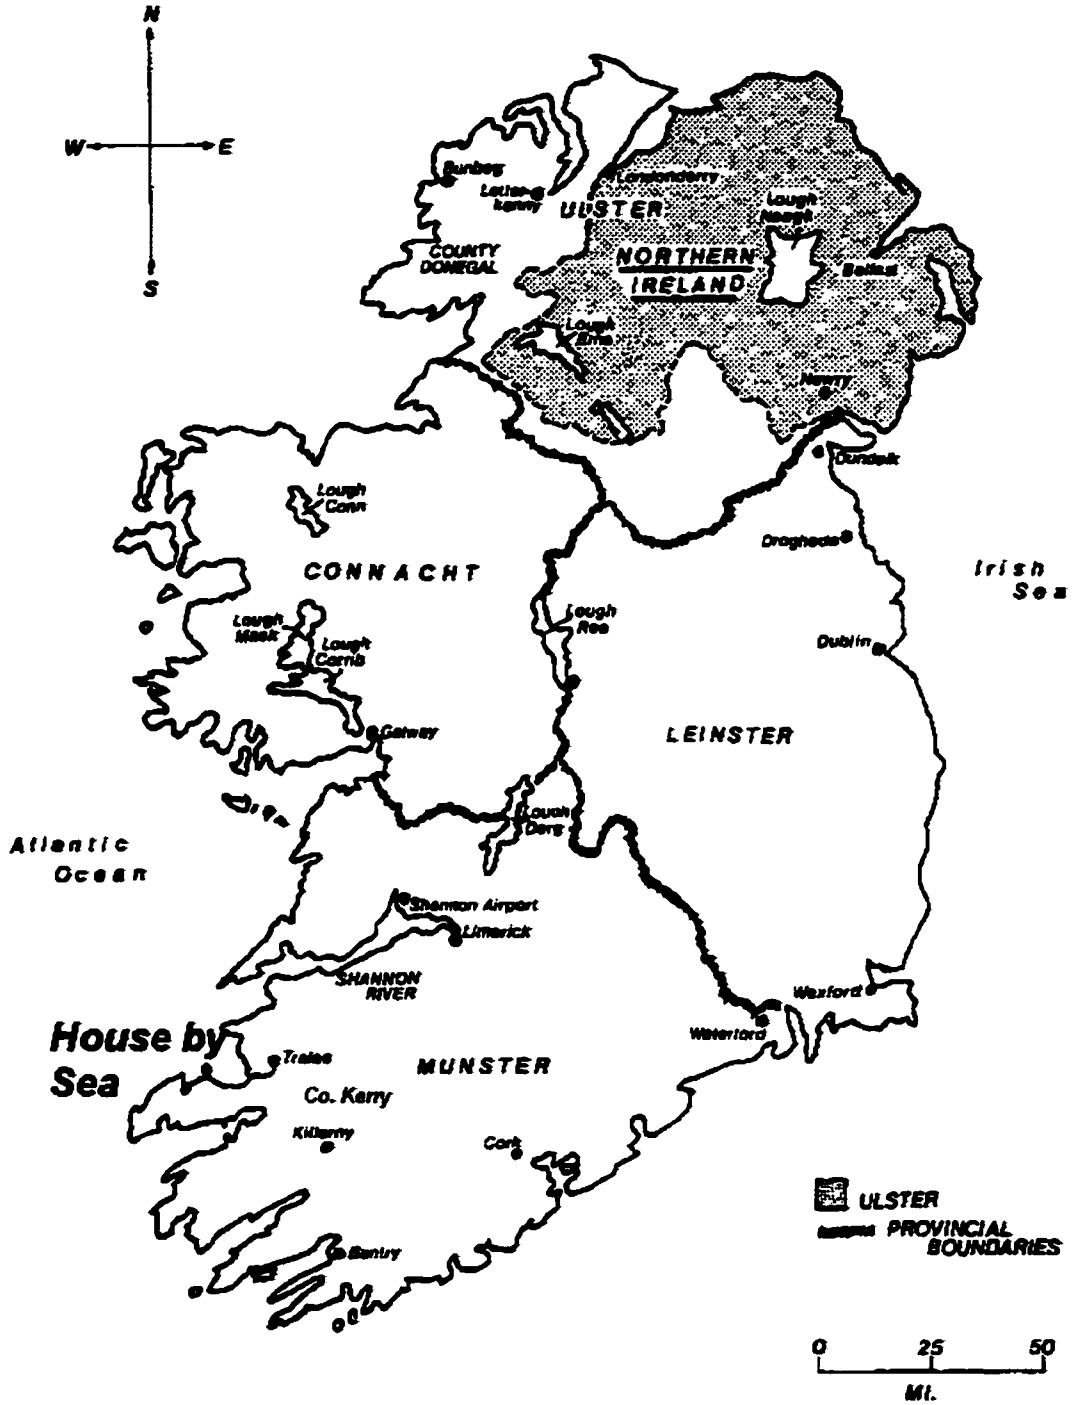 N
W E
S
Bunbeg
Letter-
kenny
Londonderry
ULSTER
Lough
Neagh
COUNTY
DONEGAL
NORTHERN
IRELAND
Belfast
Lough
Erne
Newry
Dundalk
Lough
Conn
Drogheda
CONNACHT
Irish
Sea
Lough
Mask
Lough
Corrib
Lough
Ree
Dublin
Galway
LEINSTER
Lough
Derg
Atlantic
Ocean
Shannon Airport
Limerick
SHANNON
RIVER
Wexford
Waterford
House by
Sea
Tralee
MUNSTER
Co. Kerry
Cork
Bantry
ULSTER
PROVINCIAL
BOUNDARIES
0 25 50
Mi.